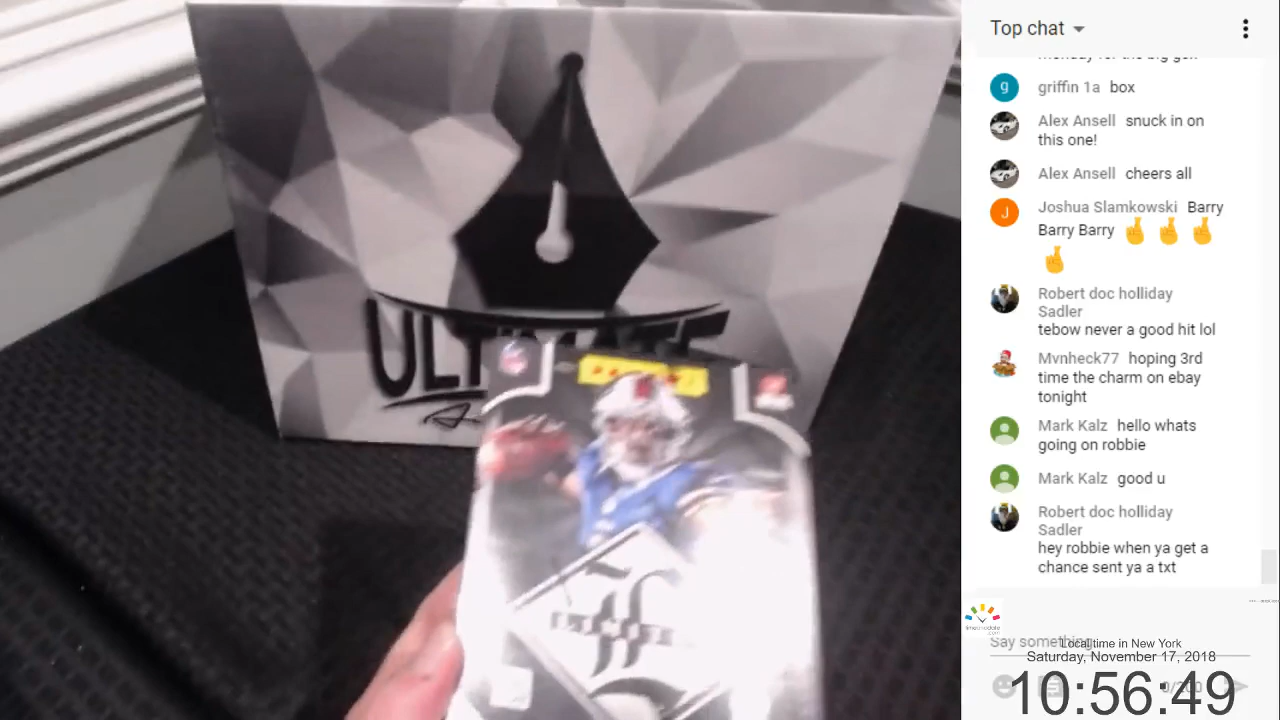 ULTIMATE
Top chat
griffin 1a box
Alex Ansell snuck in on
this one!
Alex Ansell cheers all
Joshua Slamkowski Barry
Barry Barry 🤞 🤞 🤞
🤞
Robert doc holliday
Sadler
tebow never a good hit lol
Mvnheck77 hoping 3rd
time the charm on ebay
tonight
Mark Kalz hello whats
going on robbie
Mark Kalz good u
Robert doc holliday
Sadler
hey robbie when ya get a
chance sent ya a txt
Say something
Local time in New York
Saturday, November 17, 2018
10:56:49